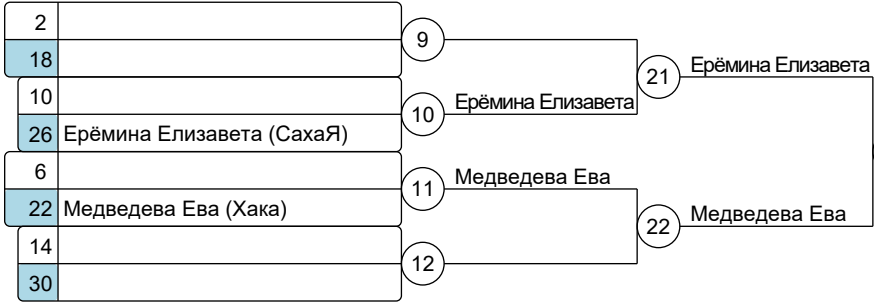 2
9
18
21 Ерёмина Елизавета
10
10 Ерёмина Елизавета
26 Ерёмина Елизавета (СахаЯ)
6
11 Медведева Ева
22 Медведева Ева (Хака)
22 Медведева Ева
14
12
30